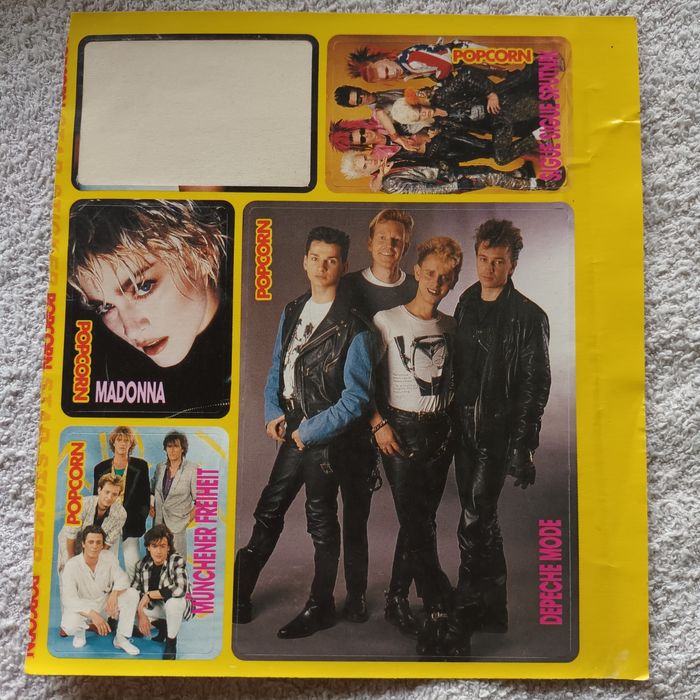 POPCORN
SIGUE SIGUE SPUTNIK
POPCORN
MADONNA
POPCORN
DEPECHE MODE
POPCORN
MÜNCHENER FREIHEIT
POPCORN STAR STICKER POPCORN